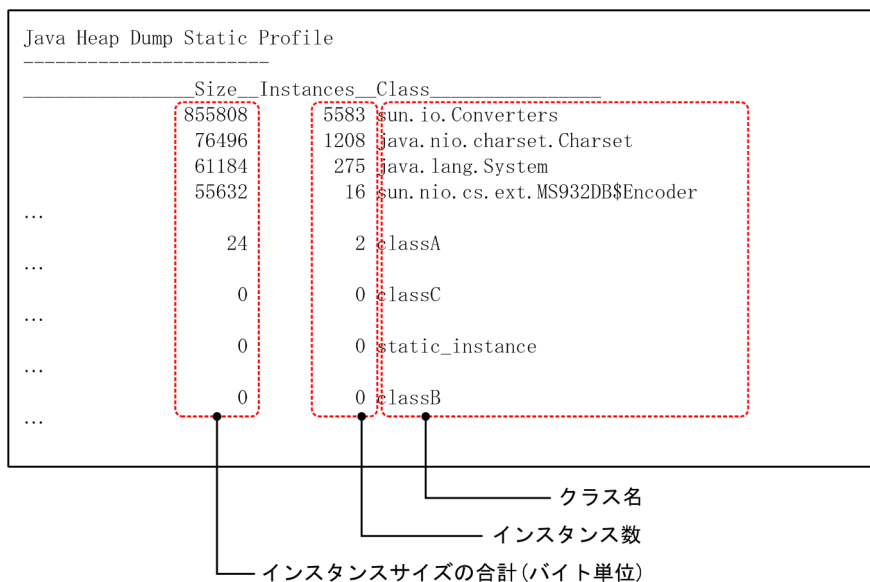 Java Heap Dump Static Profile
-----------------------
________________Size__Instances__Class________________
855808 5583 sun.io.Converters
76496 1208 java.nio.charset.Charset
61184 275 java.lang.System
55632 16 sun.nio.cs.ext.MS932DB$Encoder
...
24 2 classA
...
0 0 classC
...
0 0 static_instance
...
0 0 classB
...
クラス名
インスタンス数
インスタンスサイズの合計(バイト単位)